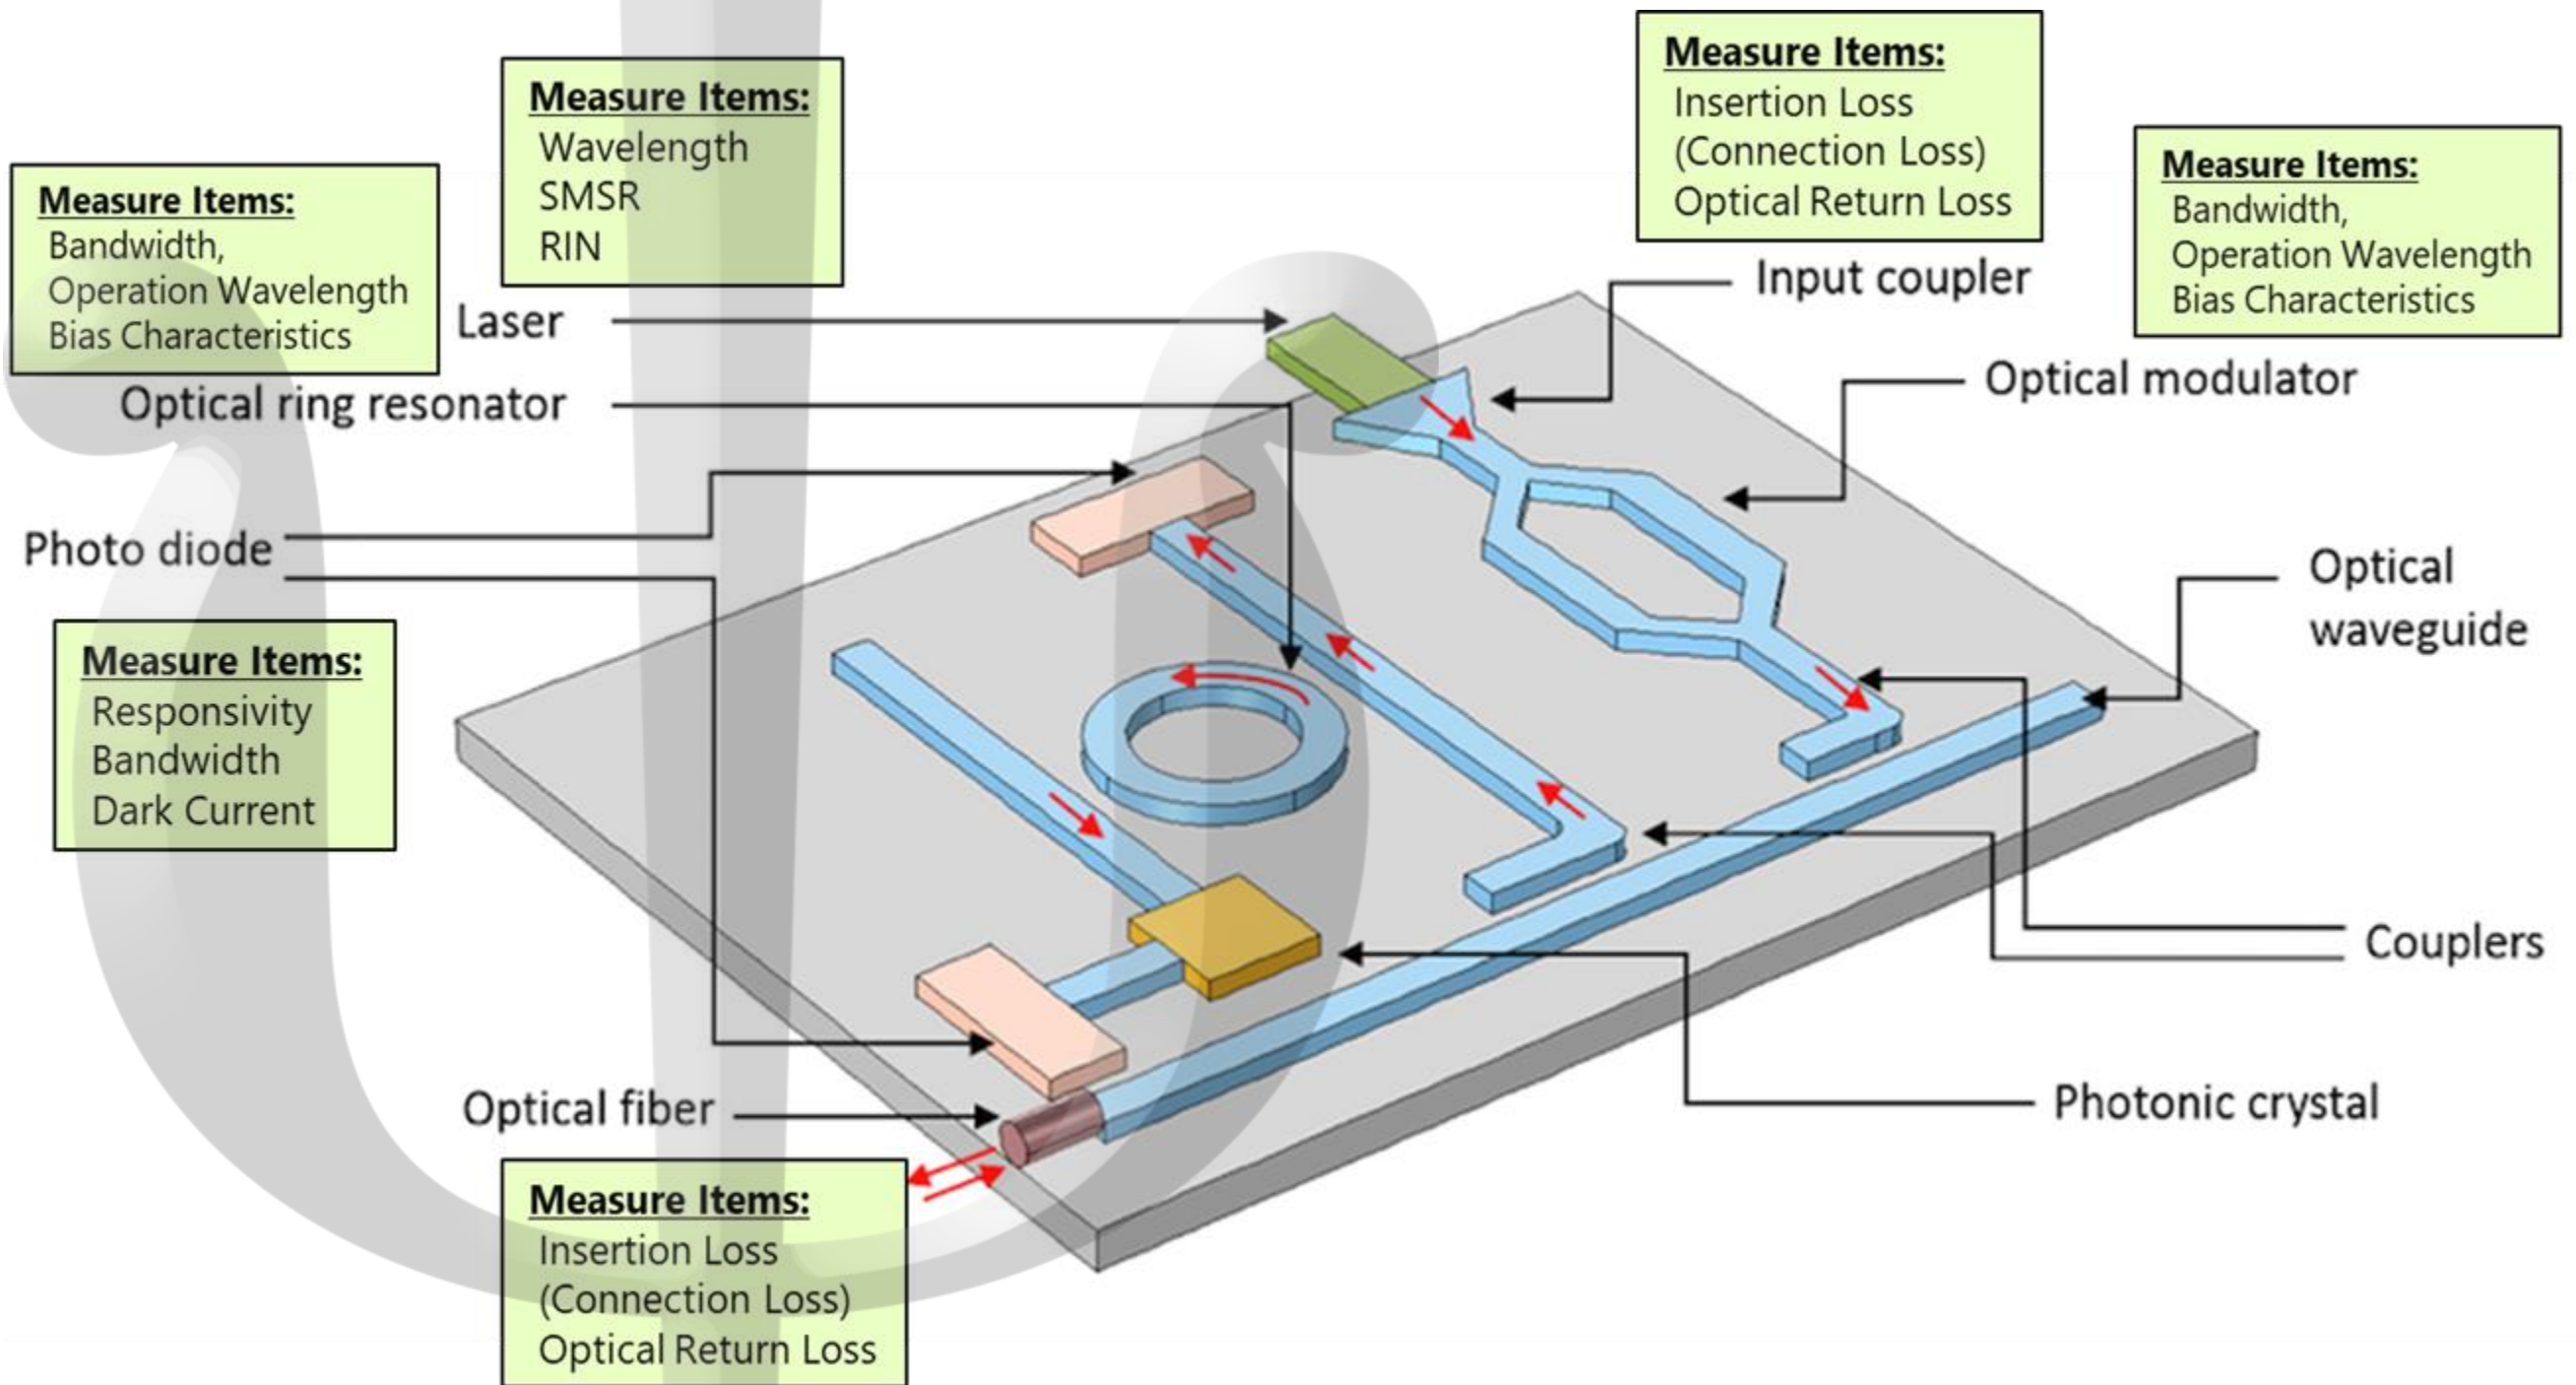 Measure Items:
Bandwidth,
Operation Wavelength
Bias Characteristics
Measure Items:
Wavelength
SMSR
RIN
Measure Items:
Insertion Loss
(Connection Loss)
Optical Return Loss
Measure Items:
Bandwidth,
Operation Wavelength
Bias Characteristics
Laser
Input coupler
Optical ring resonator
Optical modulator
Photo diode
Optical
waveguide
Measure Items:
Responsivity
Bandwidth
Dark Current
Couplers
Optical fiber
Photonic crystal
Measure Items:
Insertion Loss
(Connection Loss)
Optical Return Loss